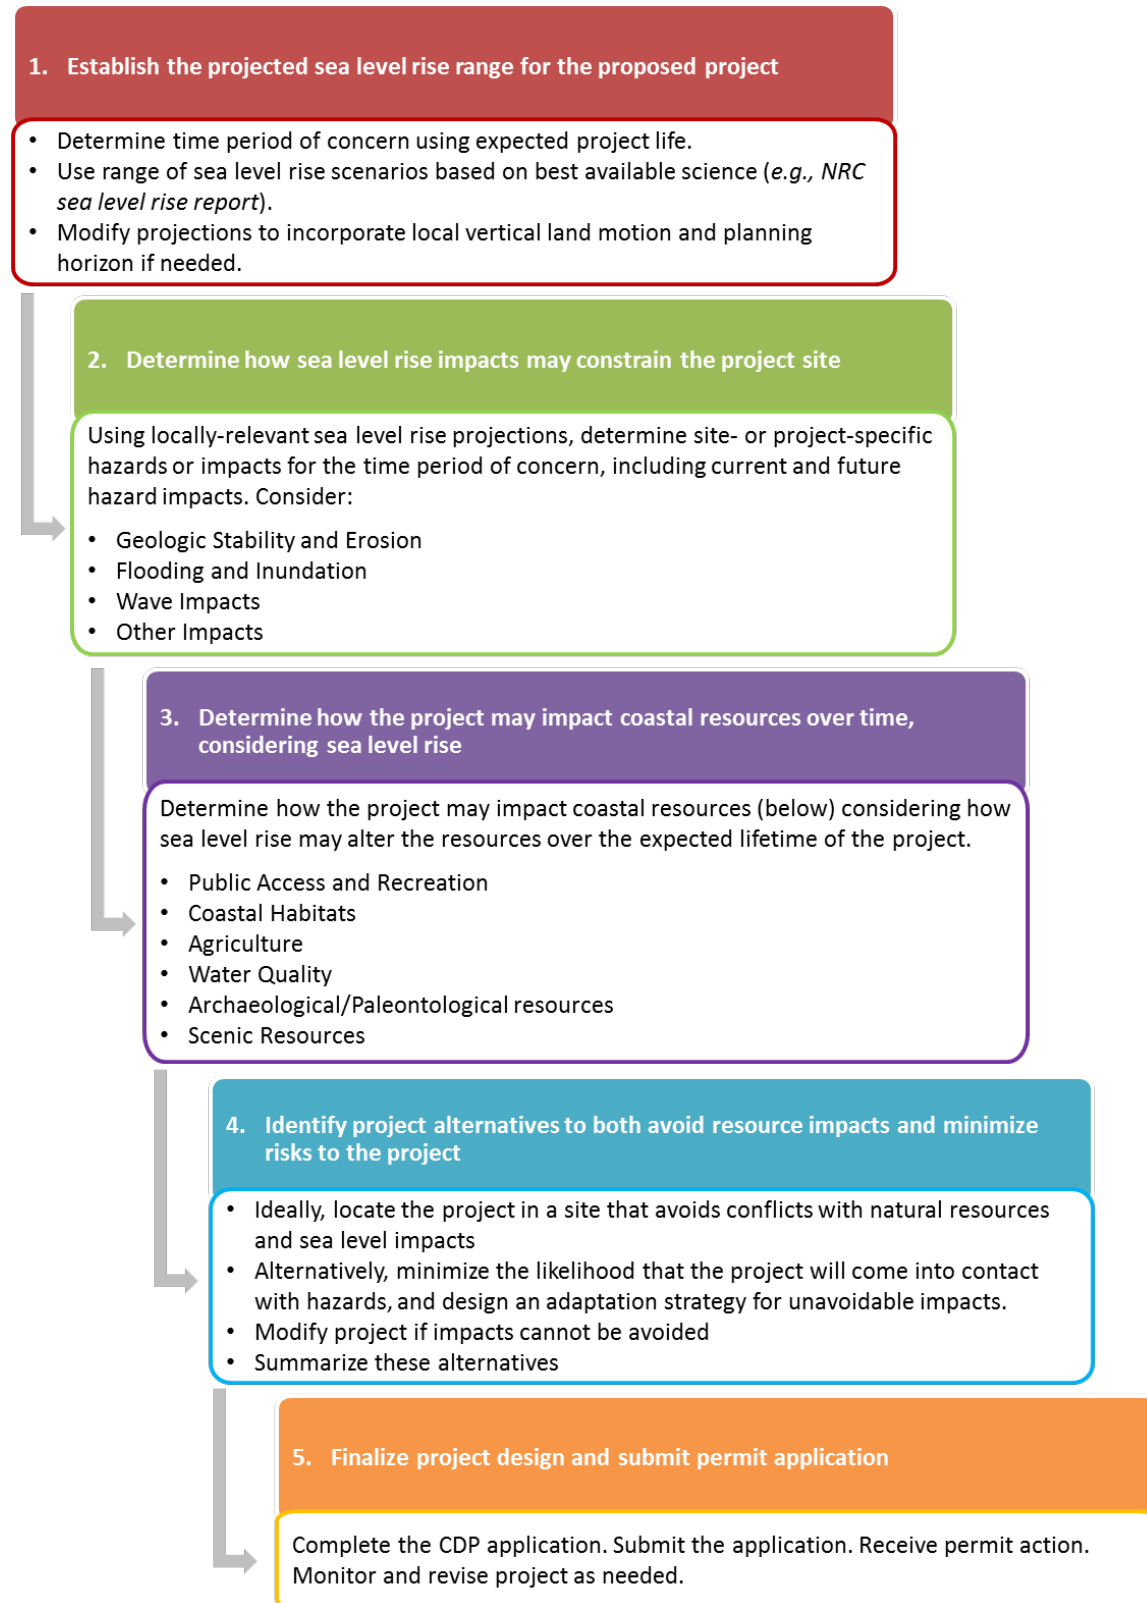 1. Establish the projected sea level rise range for the proposed project
• Determine time period of concern using expected project life.
• Use range of sea level rise scenarios based on best available science (e.g., NRC
sea level rise report).
• Modify projections to incorporate local vertical land motion and planning
horizon if needed.
2. Determine how sea level rise impacts may constrain the project site
Using locally-relevant sea level rise projections, determine site- or project-specific
hazards or impacts for the time period of concern, including current and future
hazard impacts. Consider:
• Geologic Stability and Erosion
• Flooding and Inundation
• Wave Impacts
• Other Impacts
3. Determine how the project may impact coastal resources over time,
considering sea level rise
Determine how the project may impact coastal resources (below) considering how
sea level rise may alter the resources over the expected lifetime of the project.
• Public Access and Recreation
• Coastal Habitats
• Agriculture
• Water Quality
• Archaeological/Paleontological resources
• Scenic Resources
4. Identify project alternatives to both avoid resource impacts and minimize
risks to the project
• Ideally, locate the project in a site that avoids conflicts with natural resources
and sea level impacts
• Alternatively, minimize the likelihood that the project will come into contact
with hazards, and design an adaptation strategy for unavoidable impacts.
• Modify project if impacts cannot be avoided
• Summarize these alternatives
5. Finalize project design and submit permit application
Complete the CDP application. Submit the application. Receive permit action.
Monitor and revise project as needed.